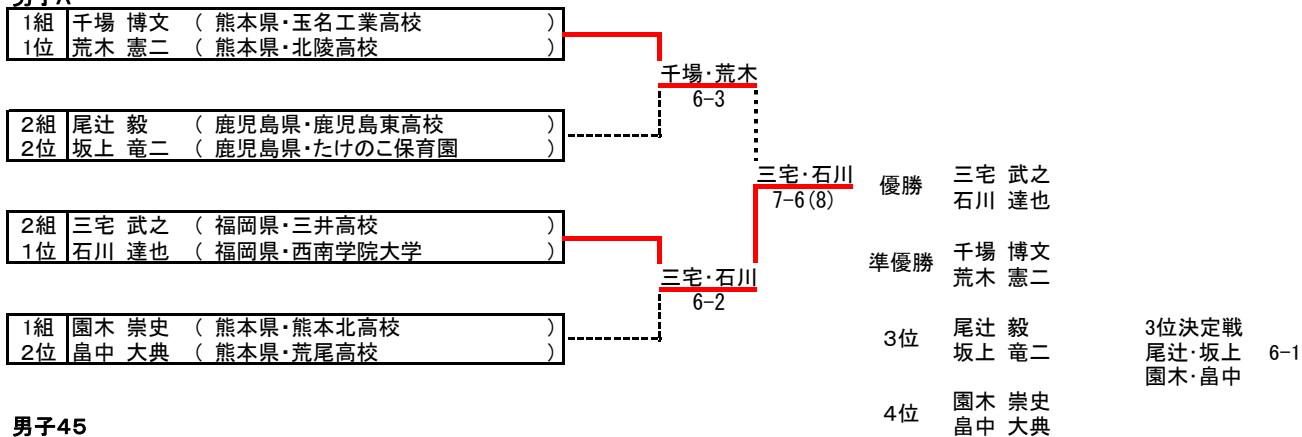 男子A
1組 千場 博文 ( 熊本県・玉名工業高校 )
1位 荒木 憲二 ( 熊本県・北陵高校 )
千場・荒木
6-3
2組 尾辻 毅 ( 鹿児島県・鹿児島東高校 )
2位 坂上 竜二 ( 鹿児島県・たけのこ保育園 )
三宅・石川
7-6(8)
優勝 三宅 武之
石川 達也
2組 三宅 武之 ( 福岡県・三井高校 )
1位 石川 達也 ( 福岡県・西南学院大学 )
準優勝 千場 博文
荒木 憲二
三宅・石川
6-2
1組 園木 崇史 ( 熊本県・熊本北高校 )
2位 畠中 大典 ( 熊本県・荒尾高校 )
3位 尾辻 毅
坂上 竜二
3位決定戦
尾辻・坂上 6-1
園木・畠中
4位 園木 崇史
畠中 大典
男子45